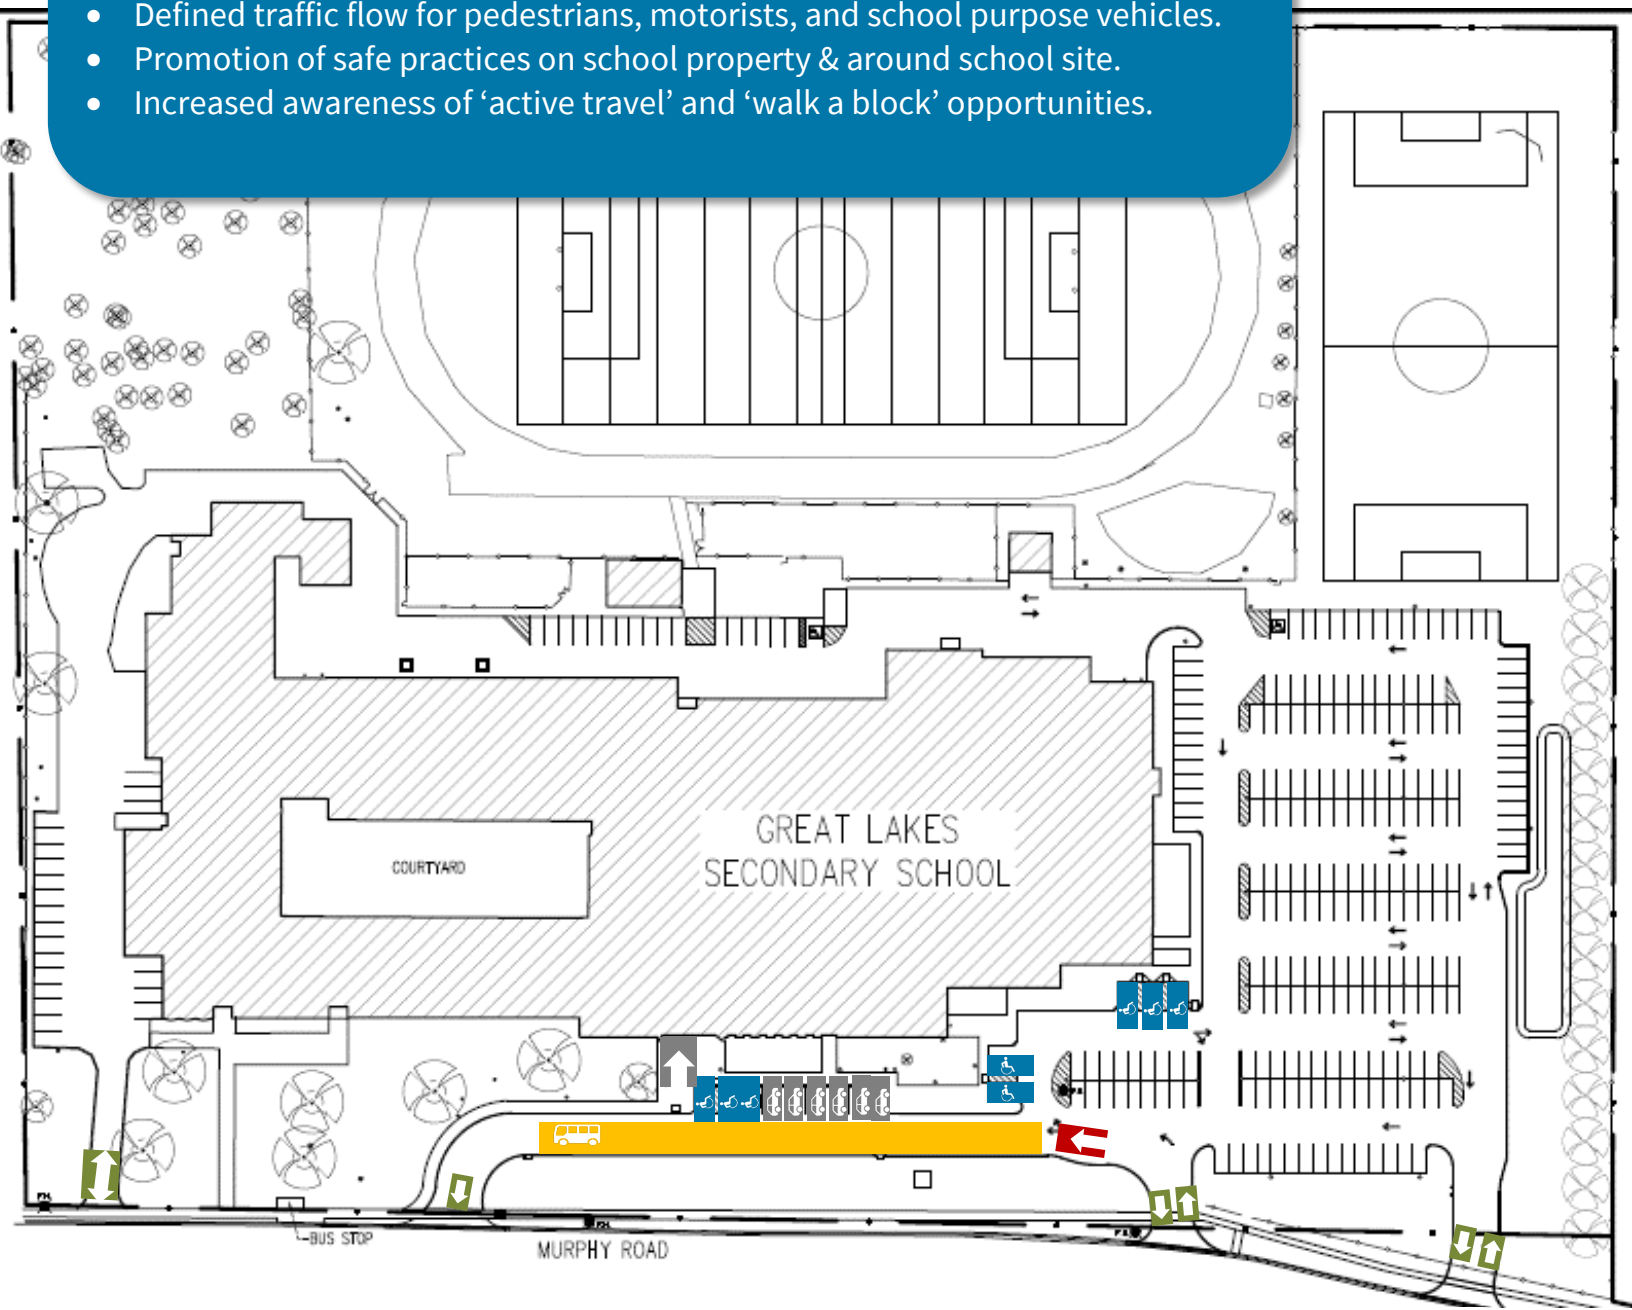 • Defined traffic flow for pedestrians, motorists, and school purpose vehicles.
• Promotion of safe practices on school property & around school site.
• Increased awareness of ‘active travel’ and ‘walk a block’ opportunities.
GREAT LAKES
SECONDARY SCHOOL
COURTYARD
BUS STOP
MURPHY ROAD